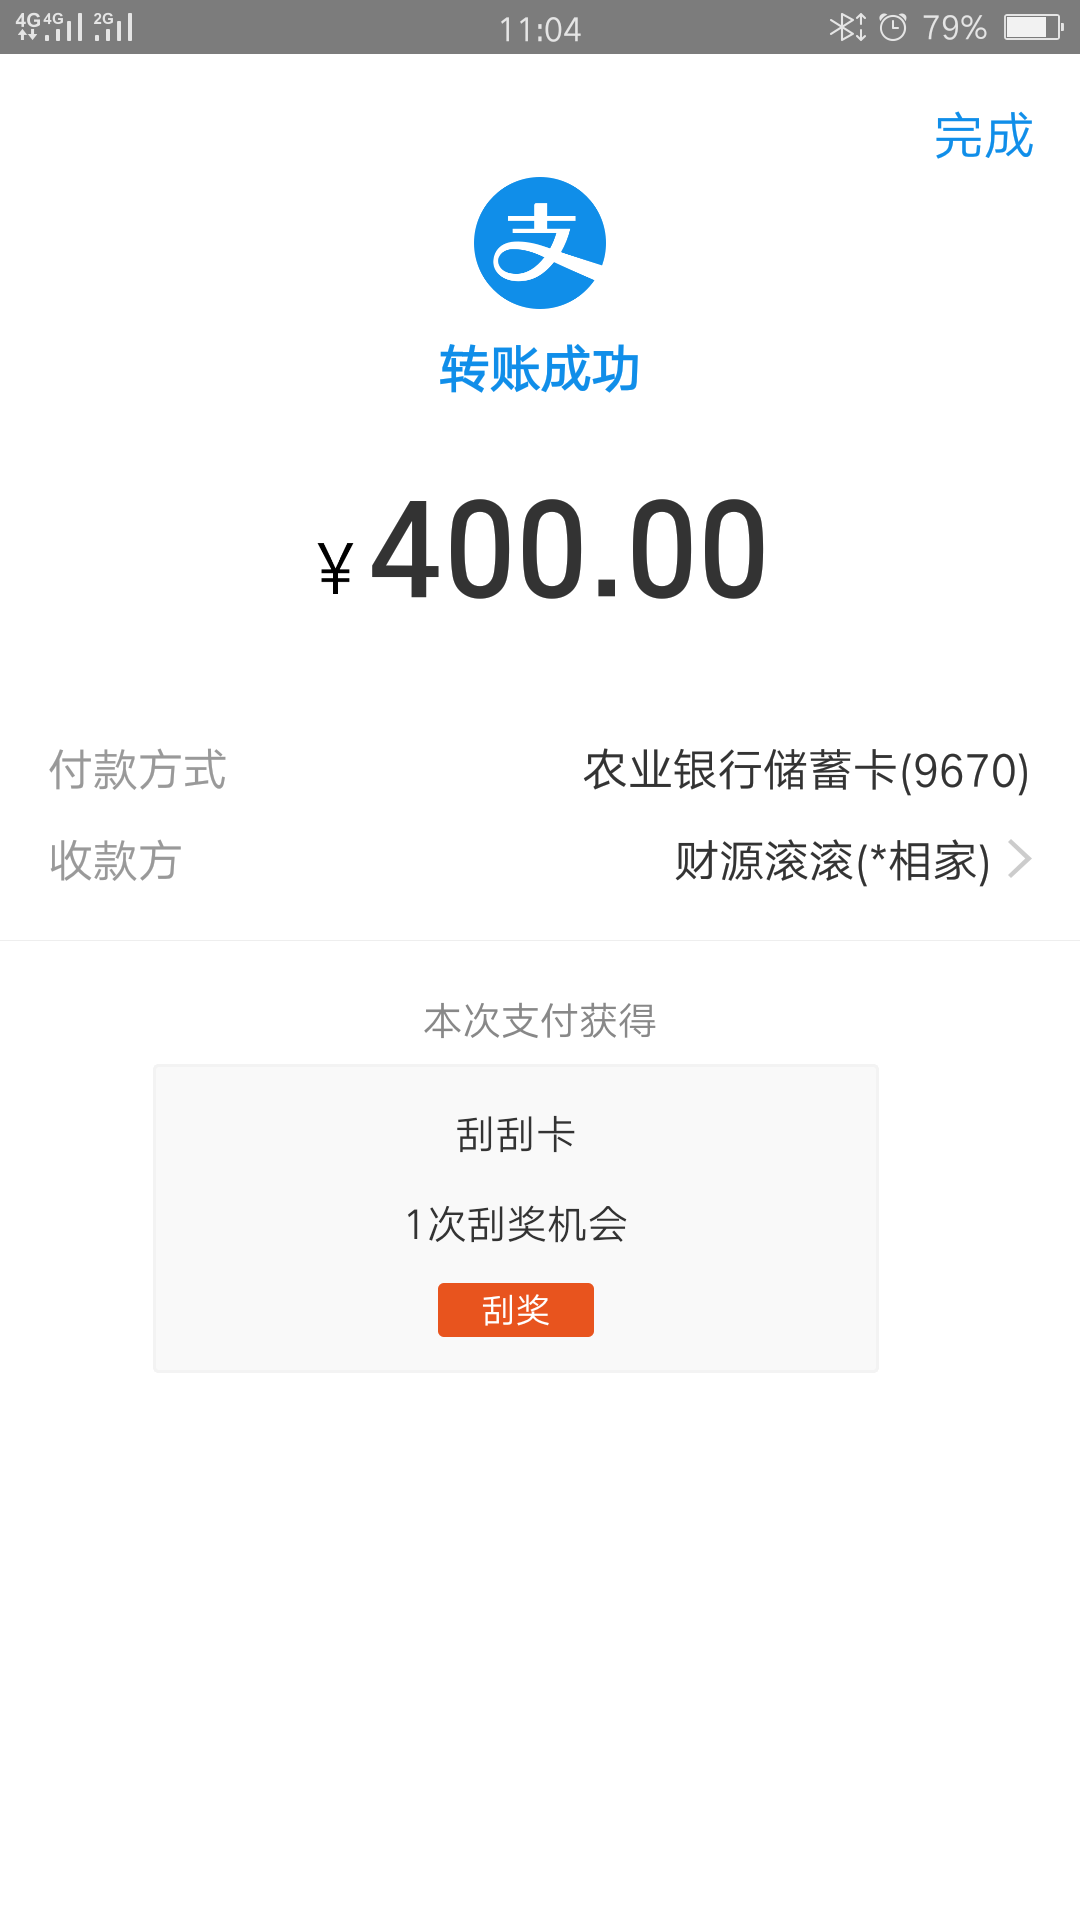 4G 4G 2G 11:04 79%
完成
支
转账成功
¥400.00
付款方式 农业银行储蓄卡(9670)
收款方 财源滚滚(*相家)
本次支付获得
刮刮卡
1次刮奖机会
刮奖